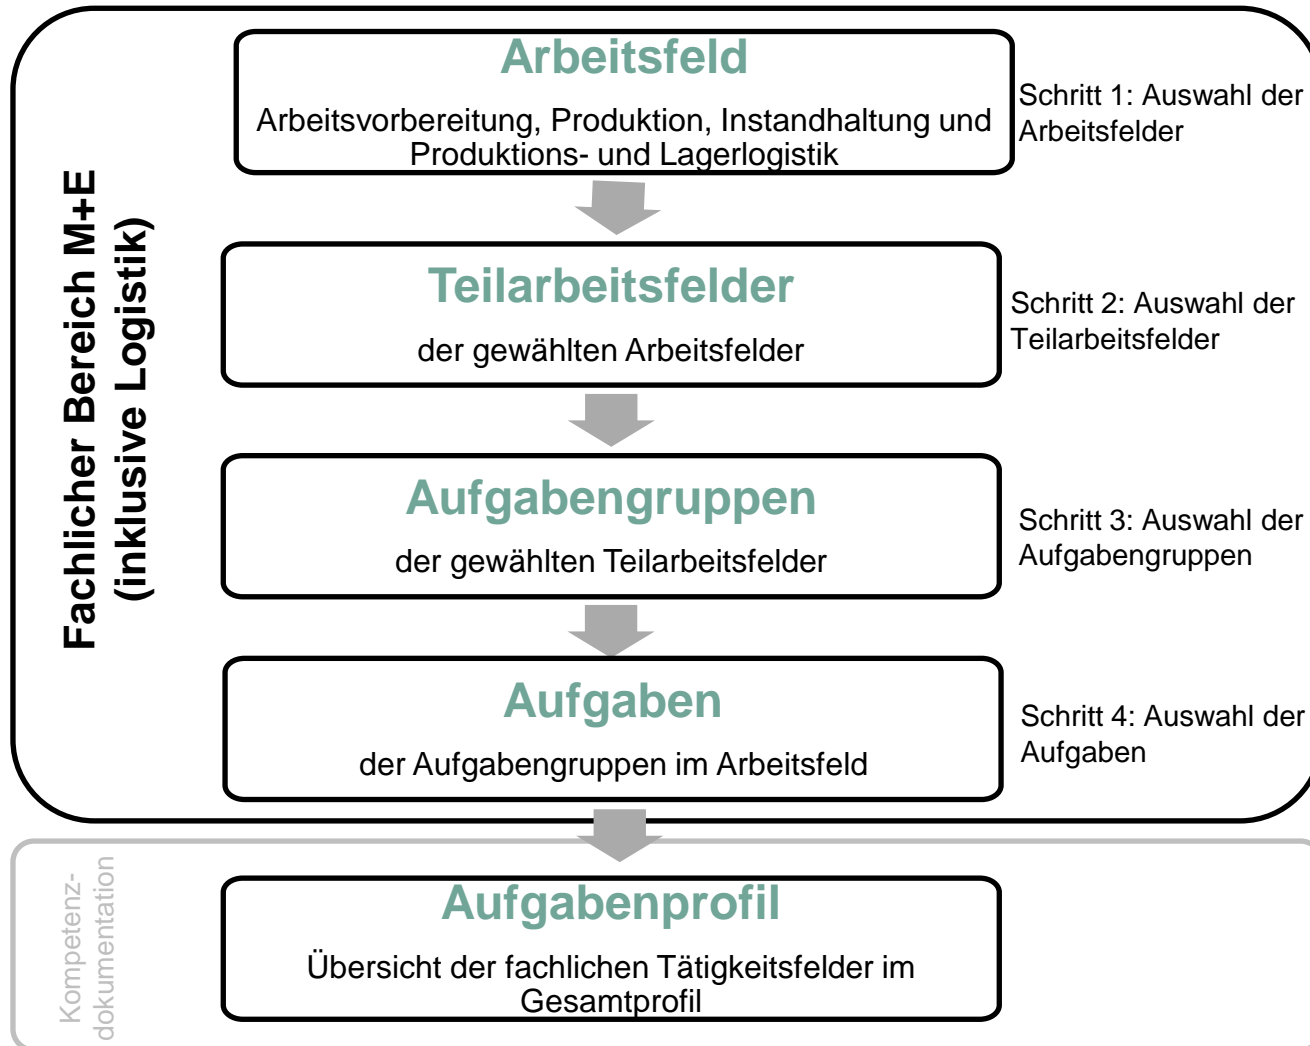 Fachlicher Bereich M+E
(inklusive Logistik)
Arbeitsfeld
Arbeitsvorbereitung, Produktion, Instandhaltung und
Produktions- und Lagerlogistik
Schritt 1: Auswahl der
Arbeitsfelder
Teilarbeitsfelder
der gewählten Arbeitsfelder
Schritt 2: Auswahl der
Teilarbeitsfelder
Aufgabengruppen
der gewählten Teilarbeitsfelder
Schritt 3: Auswahl der
Aufgabengruppen
Aufgaben
der Aufgabengruppen im Arbeitsfeld
Schritt 4: Auswahl der
Aufgaben
Kompetenz-
dokumentation
Aufgabenprofil
Übersicht der fachlichen Tätigkeitsfelder im
Gesamtprofil